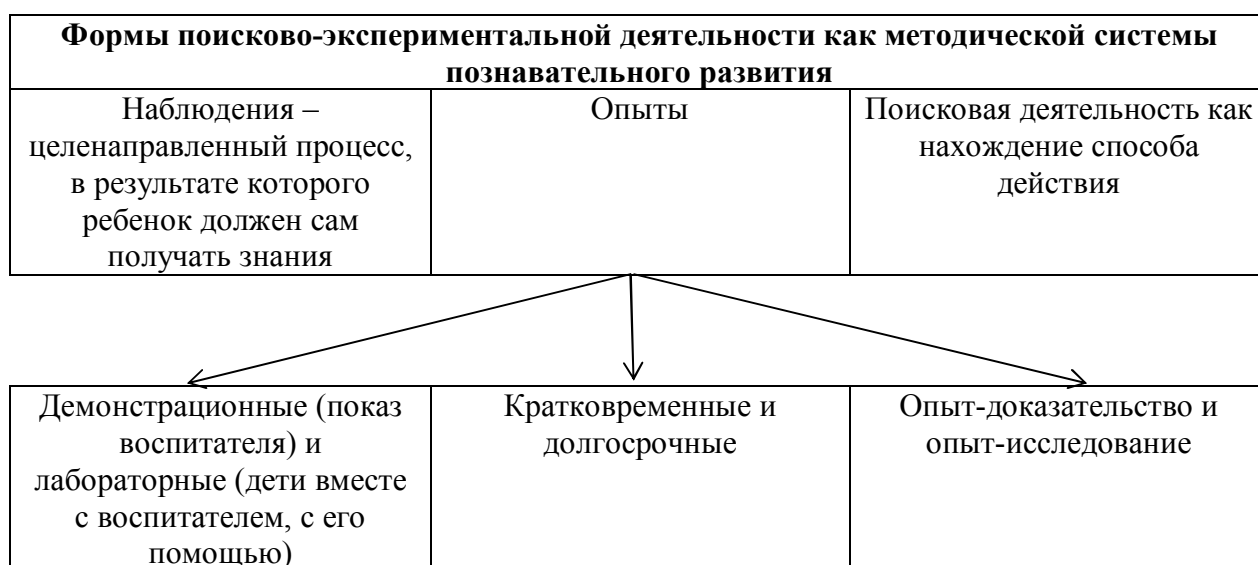 Формы поисково-экспериментальной деятельности как методической системы
познавательного развития
Наблюдения –
целенаправленный процесс,
в результате которого
ребенок должен сам
получать знания
Опыты
Поисковая деятельность как
нахождение способа
действия
Демонстрационные (показ
воспитателя) и
лабораторные (дети вместе
с воспитателем, с его
помощью)
Кратковременные и
долгосрочные
Опыт-доказательство и
опыт-исследование